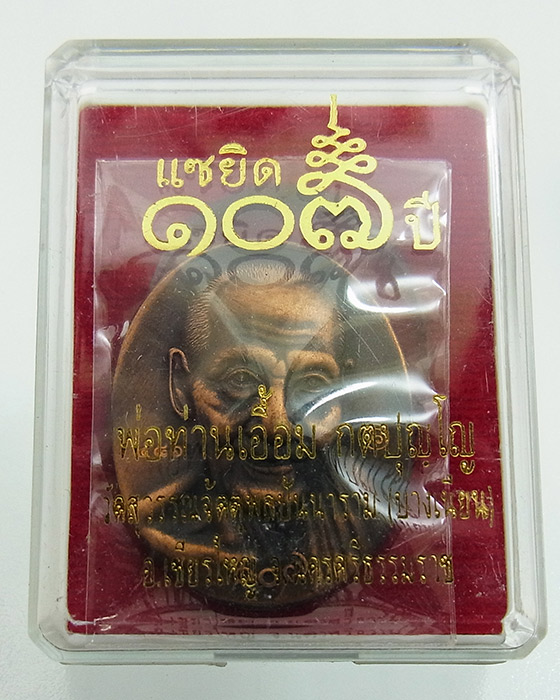 แซยิด
๑๐๗ ปี
พ่อท่านเอื้อม กตปุญฺโญ
(บางเนียน)
อ.เชียรใหญ่ จ.นครศรีธรรมราช